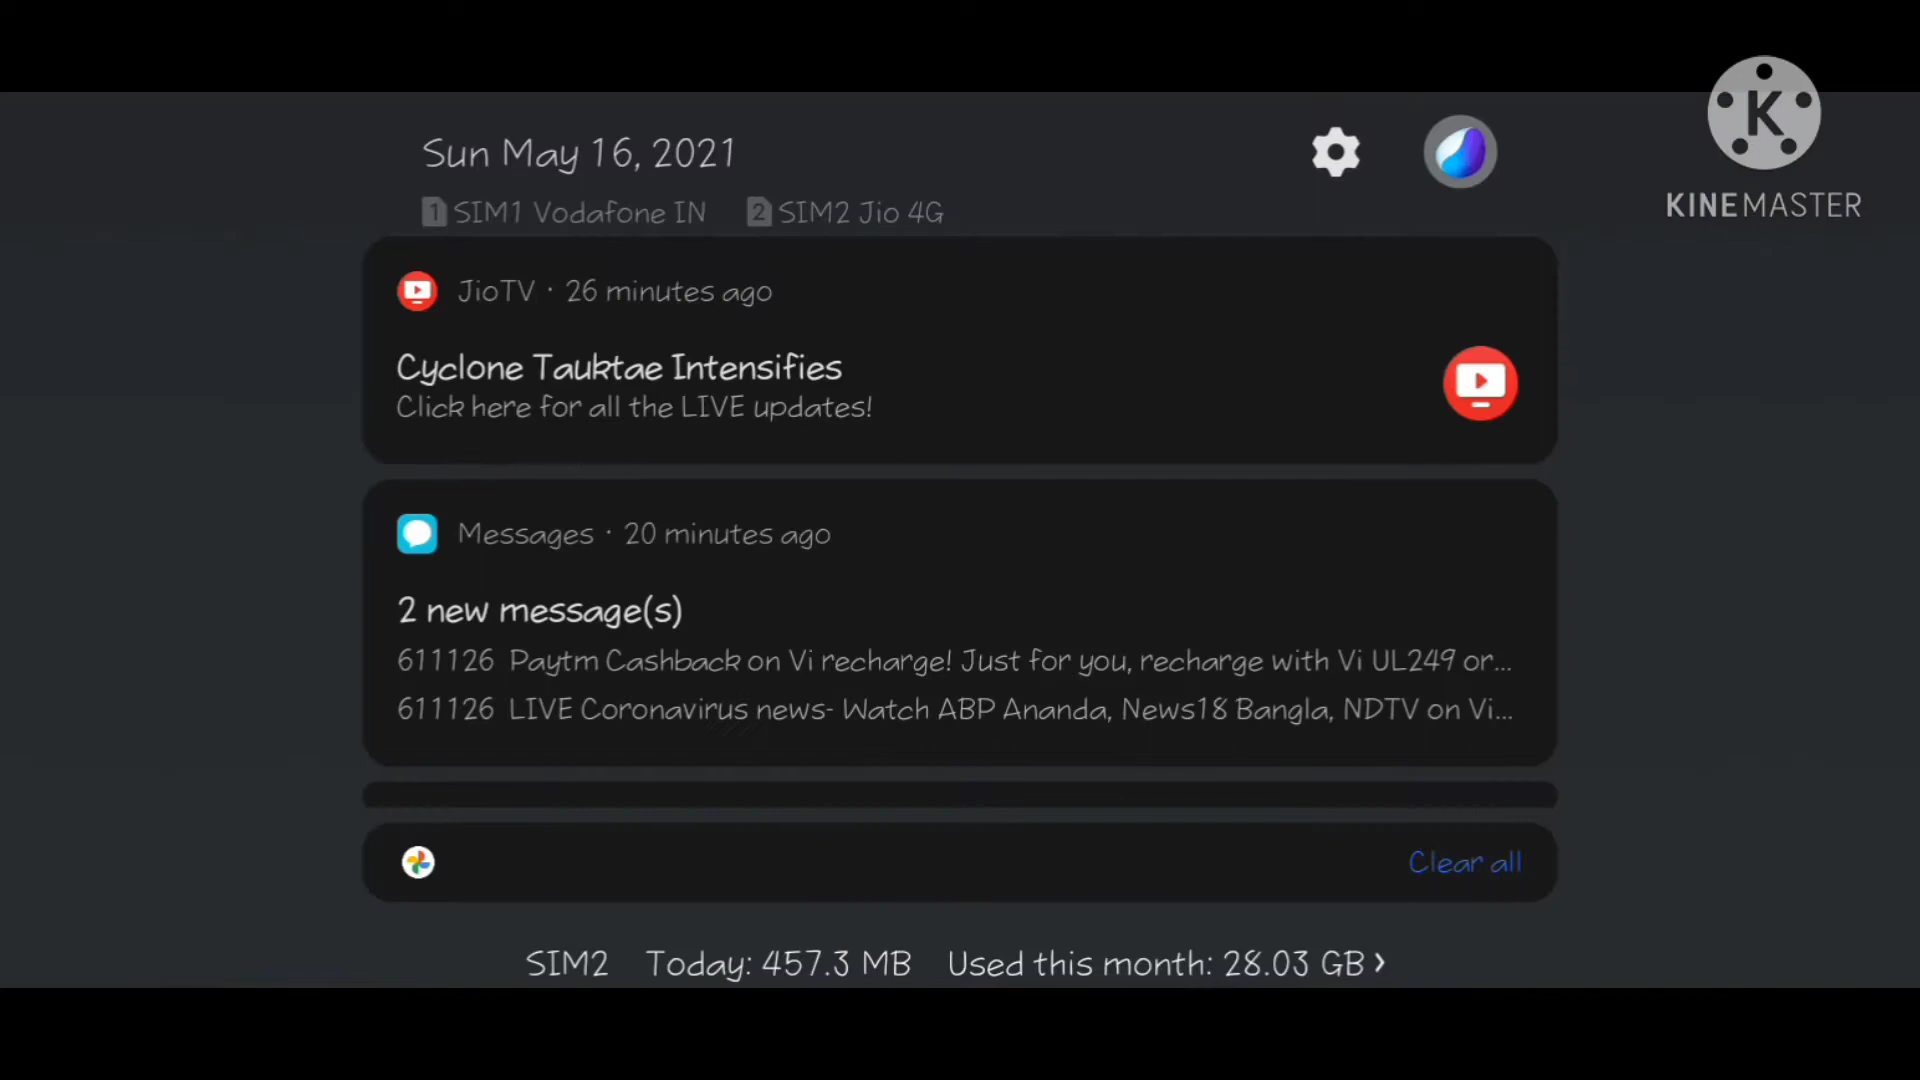 Sun May 16, 2021
1 SIM1 Vodafone IN 2 SIM2 Jio 4G
K
KINEMASTER
JioTV · 26 minutes ago
Cyclone Tauktae Intensifies
Click here for all the LIVE updates!
Messages · 20 minutes ago
2 new message(s)
611126 Paytm Cashback on Vi recharge! Just for you, recharge with Vi UL249 or...
611126 LIVE Coronavirus news- Watch ABP Ananda, News18 Bangla, NDTV on Vi...
Clear all
SIM2 Today: 457.3 MB Used this month: 28.03 GB ›